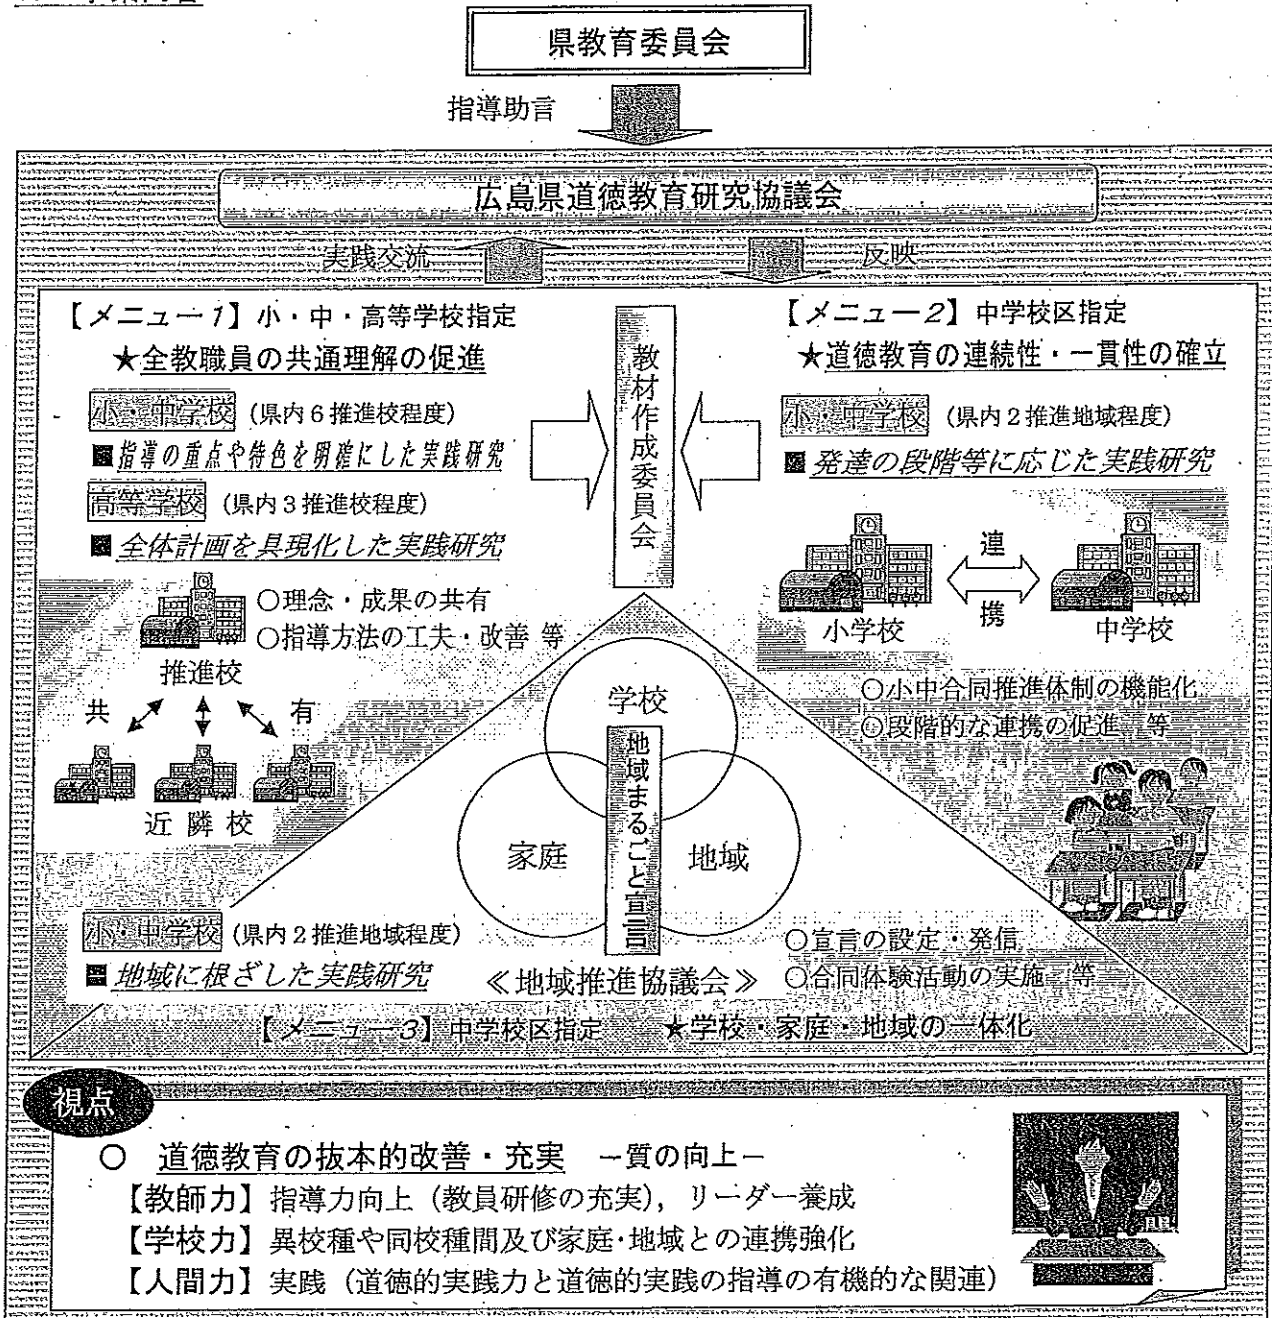 県教育委員会
指導助言
広島県道徳教育研究協議会
実践交流
反映
【メニュー1】小・中・高等学校指定
★全教職員の共通理解の促進
小・中学校（県内6推進校程度）
■指導の重点や特色を明確にした実践研究
高等学校（県内3推進校程度）
■全体計画を具現化した実践研究
○理念・成果の共有
○指導方法の工夫・改善 等
推進校
共 有
近隣校
教材作成委員会
【メニュー2】中学校区指定
★道徳教育の連続性・一貫性の確立
小・中学校（県内2推進地域程度）
■発達の段階等に応じた実践研究
連携
小学校
中学校
○小中合同推進体制の機能化
○段階的な連携の促進 等
学校
家庭
地域
地域まるごと宣言
小・中学校（県内2推進地域程度）
■地域に根ざした実践研究
≪地域推進協議会≫
○宣言の設定・発信
○合同体験活動の実施 等
【メニュー3】中学校区指定 ★学校・家庭・地域の一体化
視点
○ 道徳教育の抜本的改善・充実 －質の向上－
【教師力】指導力向上（教員研修の充実），リーダー養成
【学校力】異校種や同校種間及び家庭・地域との連携強化
【人間力】実践（道徳的実践力と道徳的実践の指導の有機的な関連）